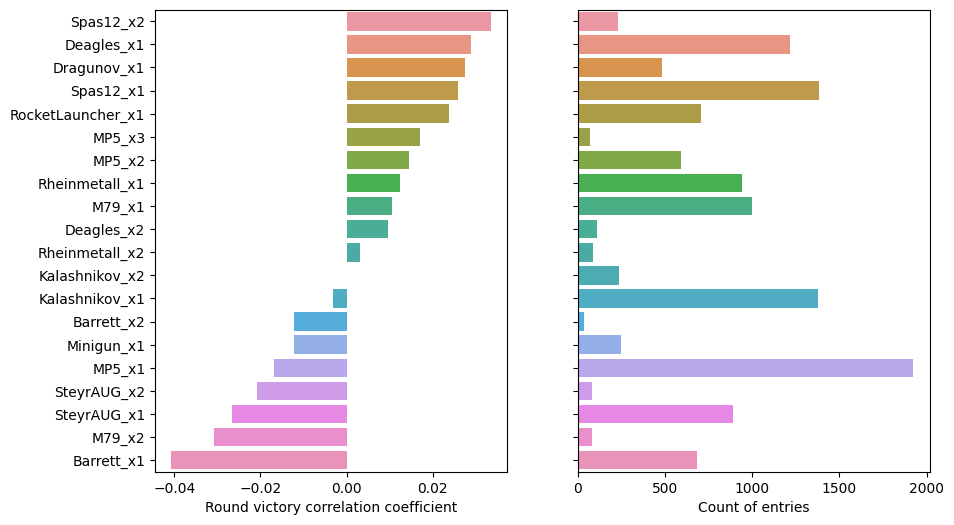 Spas12_x2
Deagles_x1
Dragunov_x1
Spas12_x1
RocketLauncher_x1
MP5_x3
MP5_x2
Rheinmetall_x1
M79_x1
Deagles_x2
Rheinmetall_x2
Kalashnikov_x2
Kalashnikov_x1
Barrett_x2
Minigun_x1
MP5_x1
SteyrAUG_x2
SteyrAUG_x1
M79_x2
Barrett_x1
−0.04 −0.02 0.00 0.02
Round victory correlation coefficient
0 500 1000 1500 2000
Count of entries